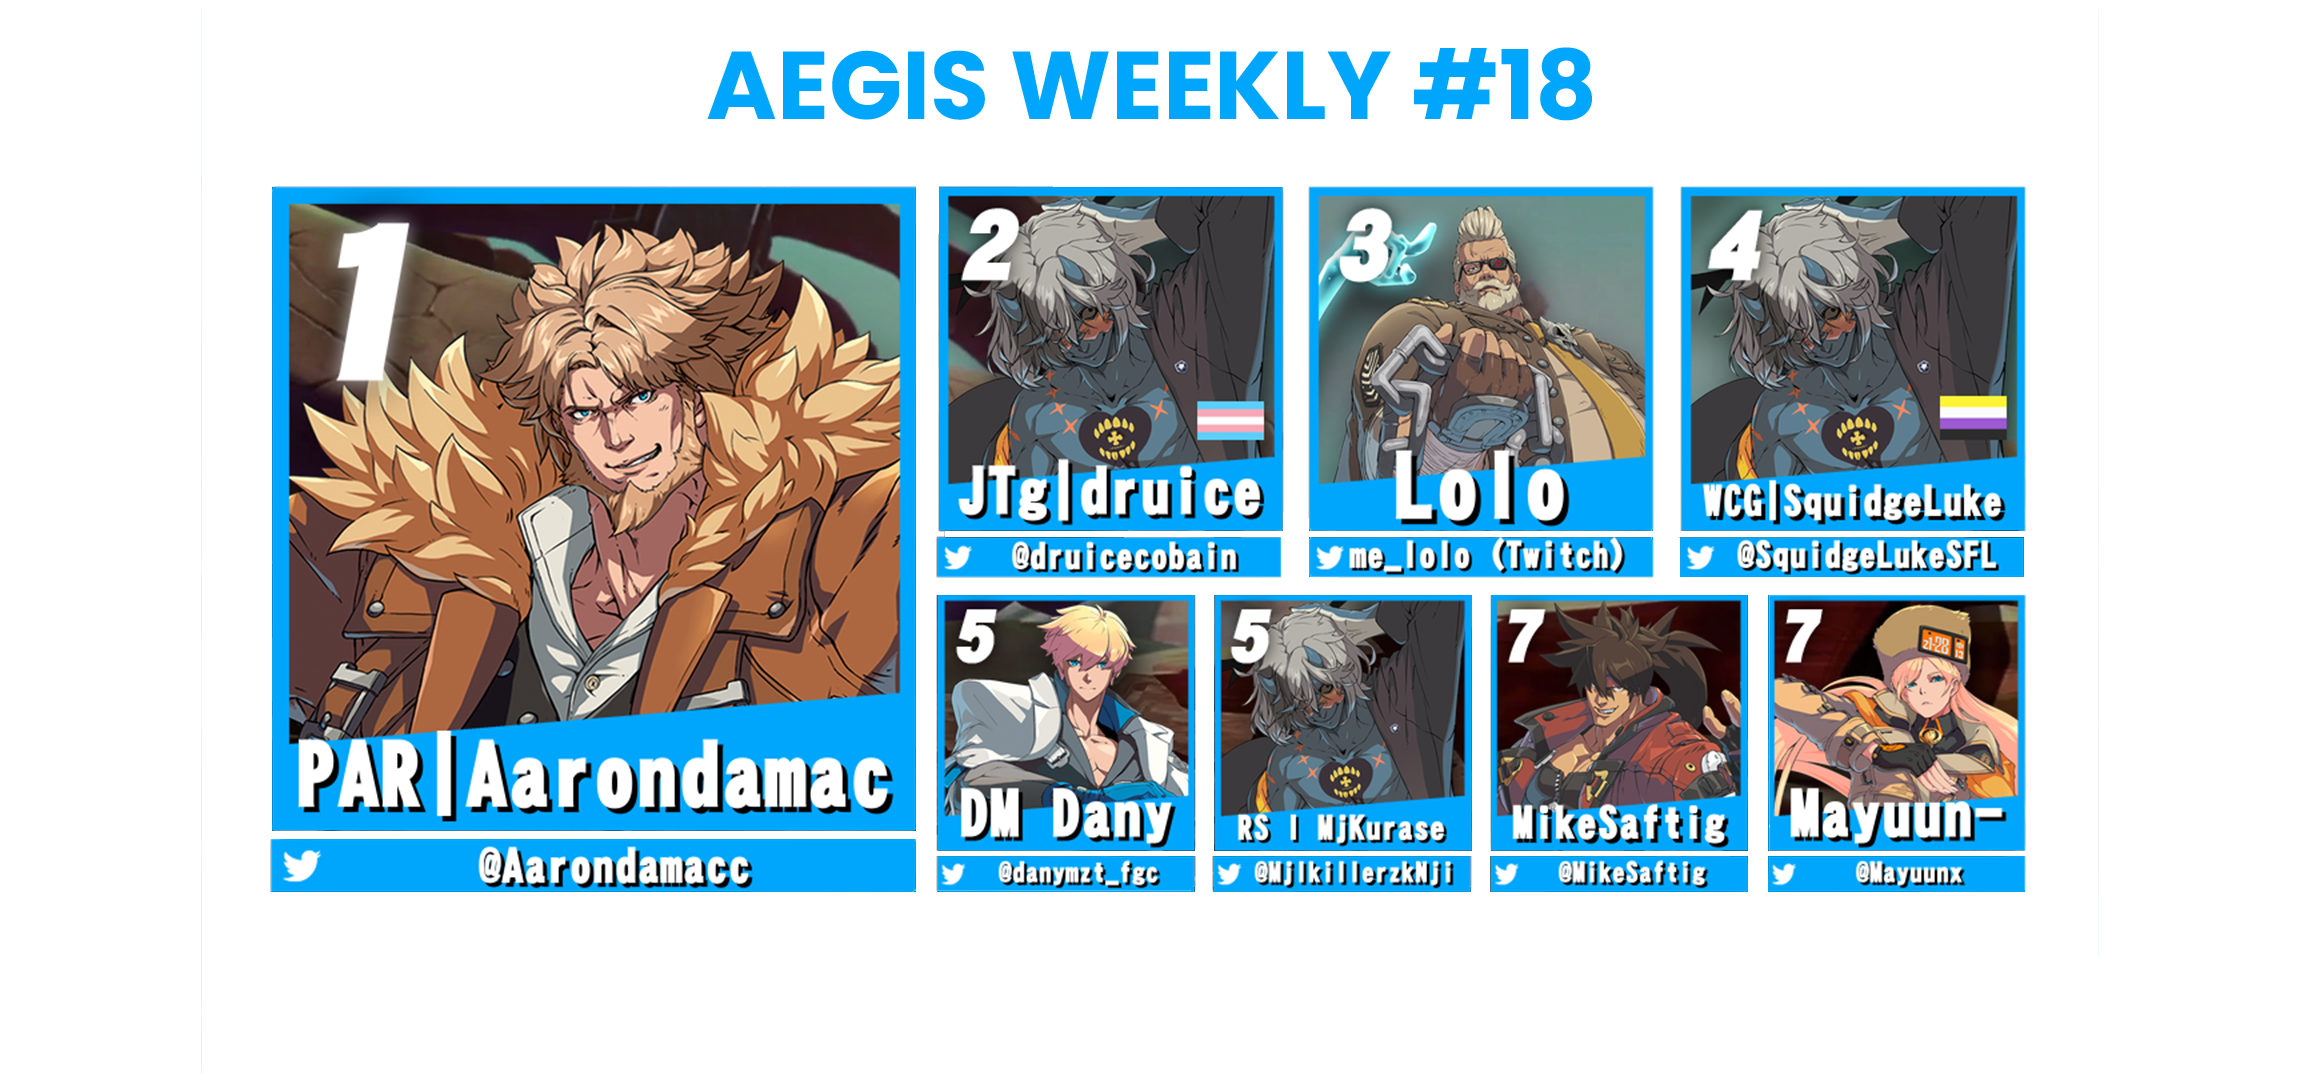 AEGIS WEEKLY #18
1
PAR|Aarondamac
@Aarondamacc
2
JTg|druice
@druicecobain
3
Lolo
me_lolo (Twitch)
4
WCG|SquidgeLuke
@SquidgeLukeSFL
5
DM Dany
@danymzt_fgc
5
RS | MjKurase
@MjlkillerzkNji
7
MikeSaftig
@MikeSaftig
7
Mayuun-
@Mayuunx